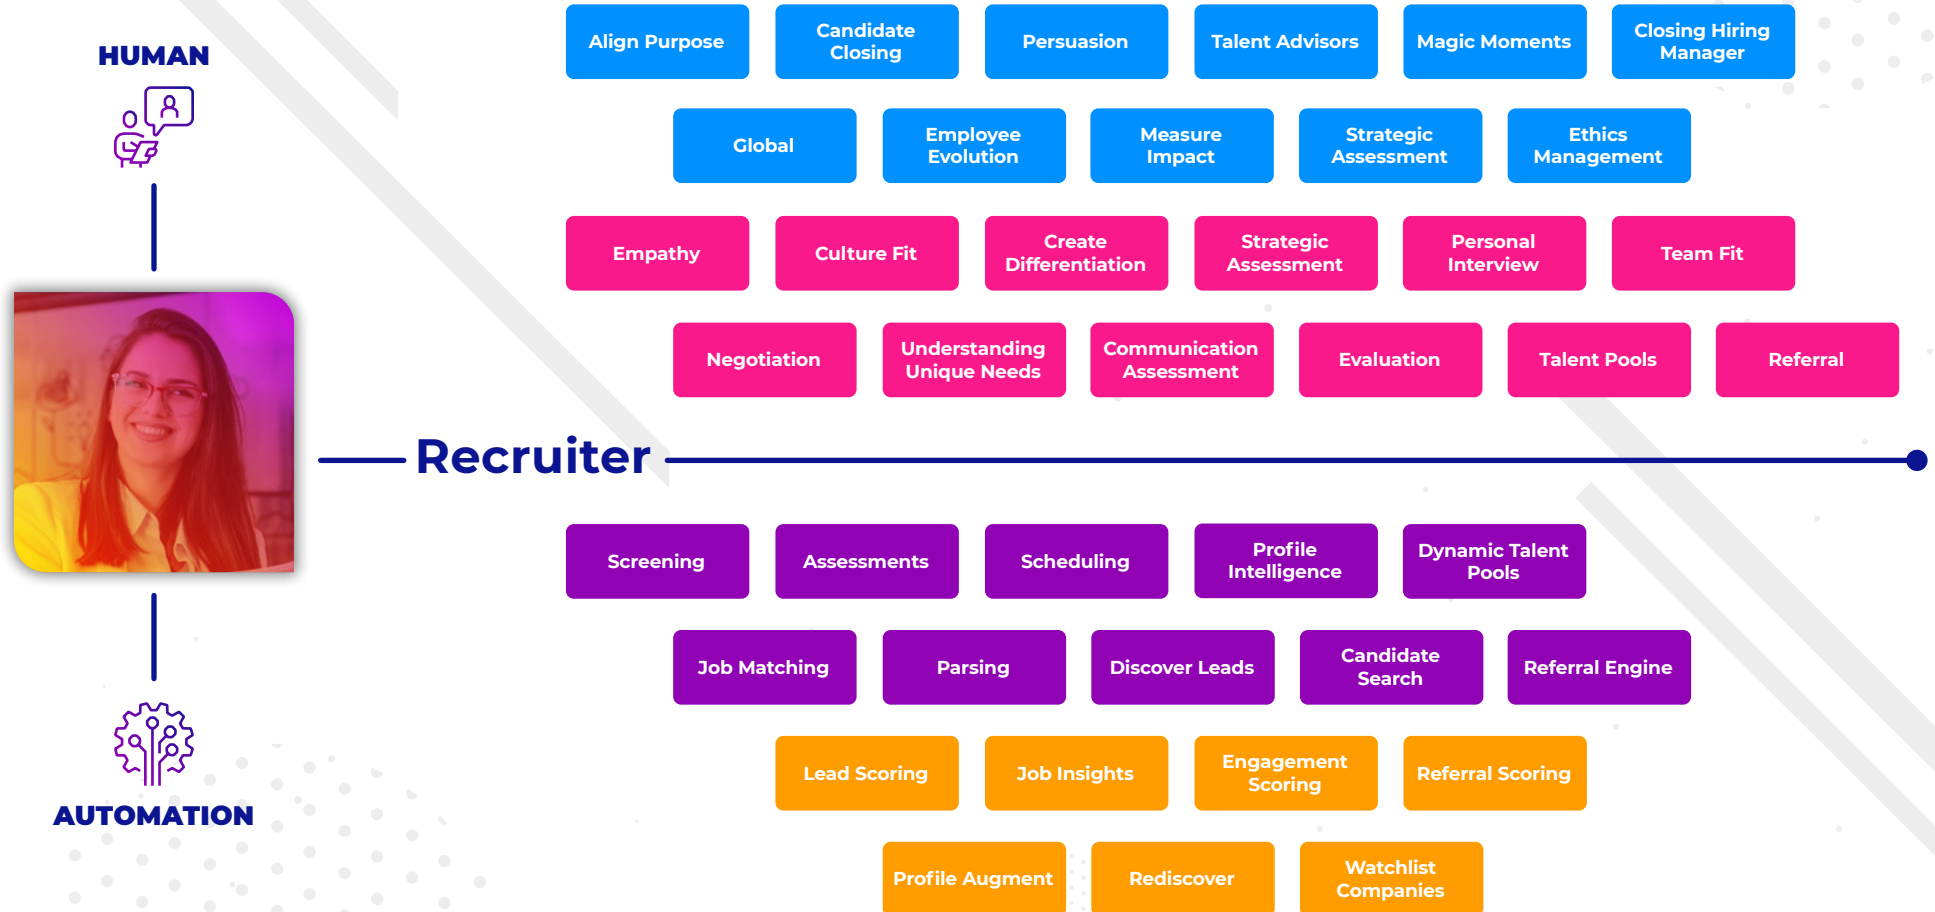 HUMAN
Align Purpose
Candidate
Closing
Persuasion
Talent Advisors
Magic Moments
Closing Hiring
Manager
Global
Employee
Evolution
Measure
Impact
Strategic
Assessment
Ethics
Management
Empathy
Culture Fit
Create
Differentiation
Strategic
Assessment
Personal
Interview
Team Fit
Negotiation
Understanding
Unique Needs
Communication
Assessment
Evaluation
Talent Pools
Referral
Recruiter
Screening
Assessments
Scheduling
Profile
Intelligence
Dynamic Talent
Pools
Job Matching
Parsing
Discover Leads
Candidate
Search
Referral Engine
AUTOMATION
Lead Scoring
Job Insights
Engagement
Scoring
Referral Scoring
Profile Augment
Rediscover
Watchlist
Companies